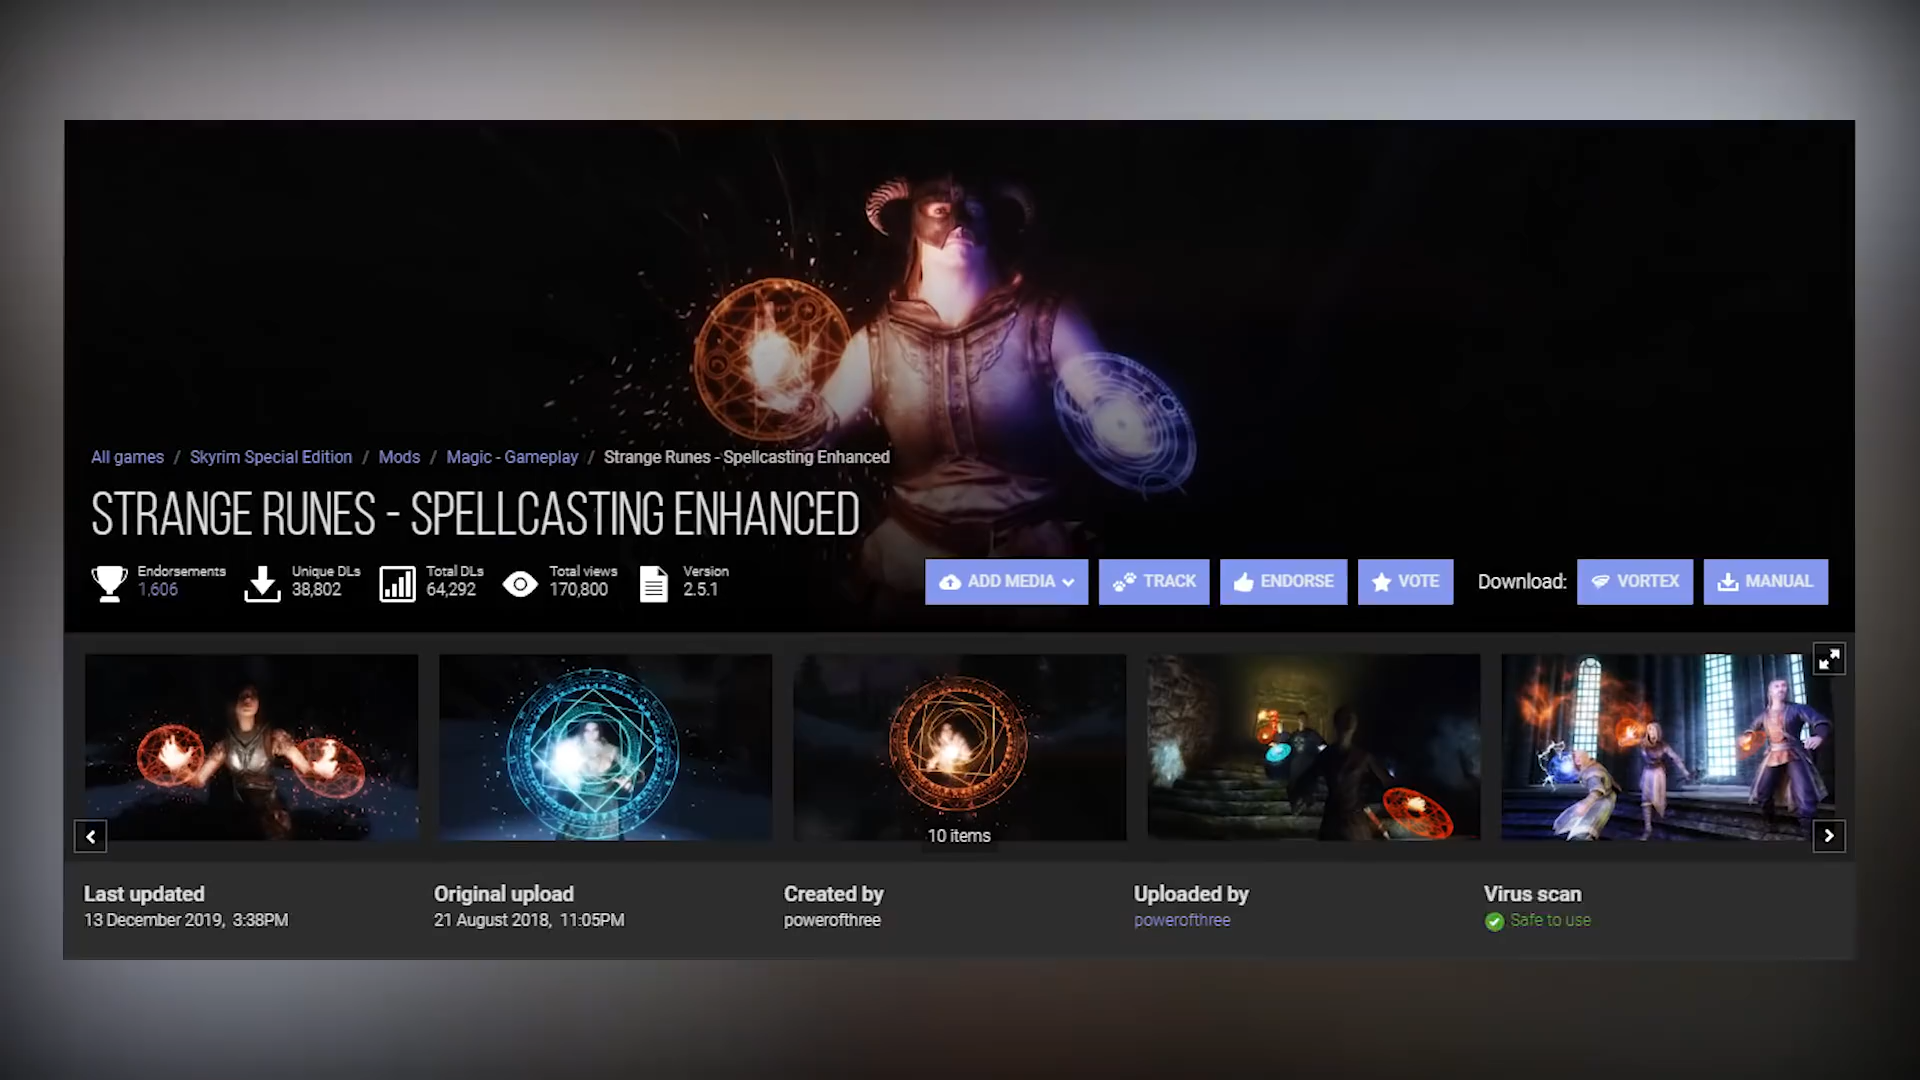 All games / Skyrim Special Edition / Mods / Magic - Gameplay / Strange Runes - Spellcasting Enhanced
STRANGE RUNES - SPELLCASTING ENHANCED
Endorsements
1,606
Unique DLs
38,802
Total DLs
64,292
Total views
170,800
Version
2.5.1
ADD MEDIA
TRACK
ENDORSE
VOTE
Download:
VORTEX
MANUAL
10 items
Last updated
13 December 2019, 3:38PM
Original upload
21 August 2018, 11:05PM
Created by
powerofthree
Uploaded by
powerofthree
Virus scan
Safe to use